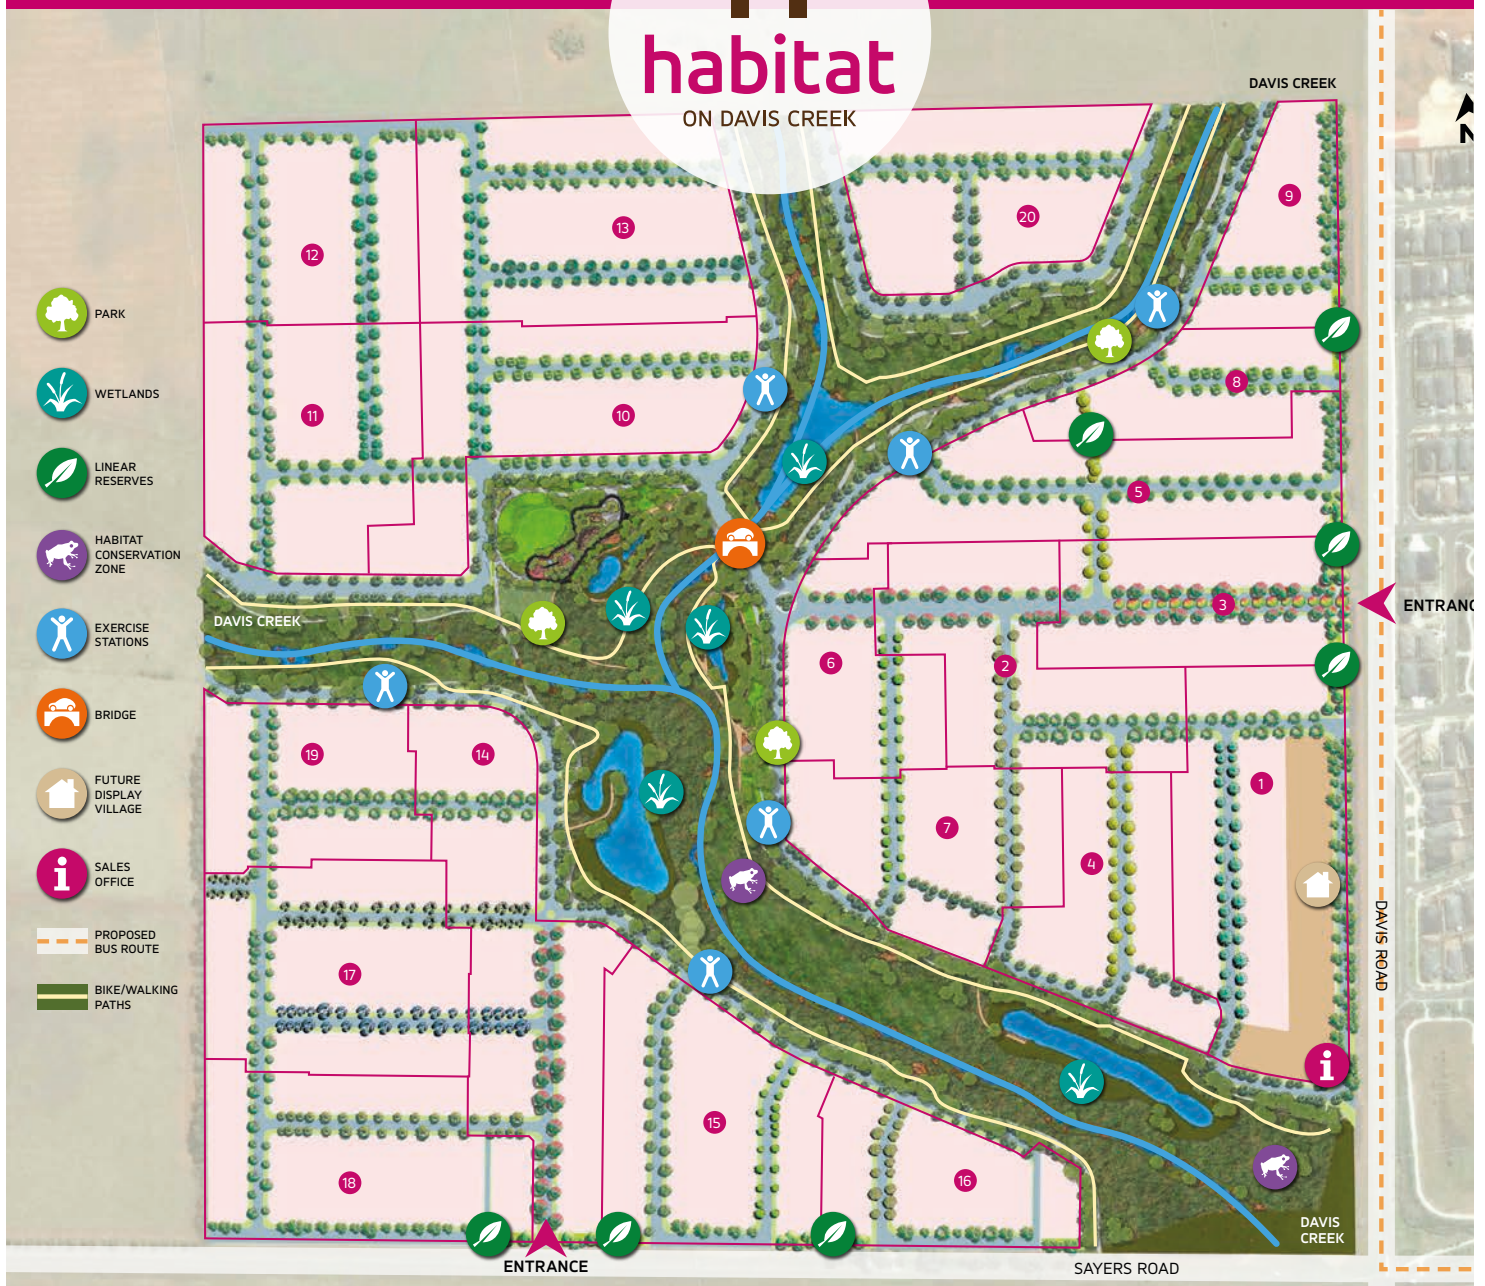 habitat
ON DAVIS CREEK
DAVIS CREEK
N
9
20
13
12
PARK
8
WETLANDS
11
10
LINEAR
RESERVES
5
HABITAT
CONSERVATION
ZONE
3
ENTRANC
DAVIS CREEK
EXERCISE
STATIONS
6
2
BRIDGE
19
14
1
FUTURE
DISPLAY
VILLAGE
7
4
SALES
OFFICE
DAVIS ROAD
PROPOSED
BUS ROUTE
17
BIKE/WALKING
PATHS
15
18
16
DAVIS
CREEK
ENTRANCE
SAYERS ROAD